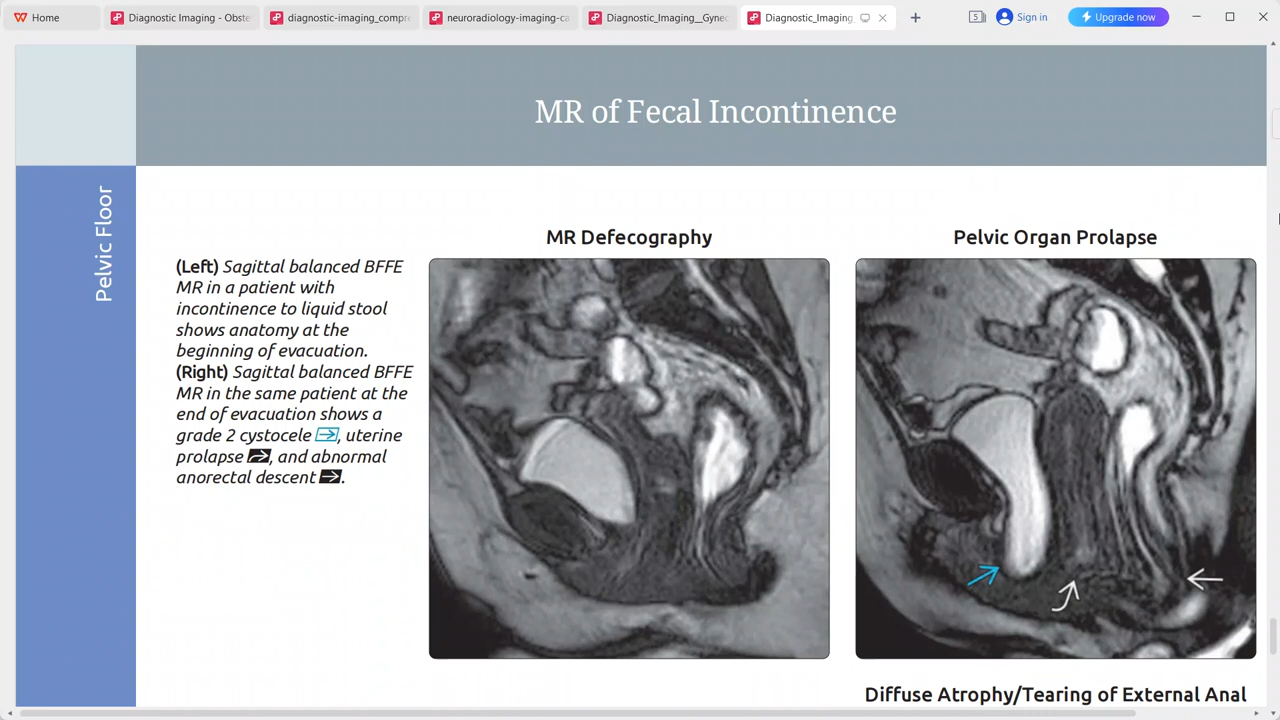 Home
Diagnostic Imaging - Obste
diagnostic-imaging_compr
neuroradiology-imaging-ca
Diagnostic_Imaging__Gynec
Diagnostic_Imaging_
5
Sign in
Upgrade now
MR of Fecal Incontinence
Pelvic Floor
MR Defecography
Pelvic Organ Prolapse
(Left) Sagittal balanced BFFE
MR in a patient with
incontinence to liquid stool
shows anatomy at the
beginning of evacuation.
(Right) Sagittal balanced BFFE
MR in the same patient at the
end of evacuation shows a
grade 2 cystocele, uterine
prolapse, and abnormal
anorectal descent.
Diffuse Atrophy/Tearing of External Anal